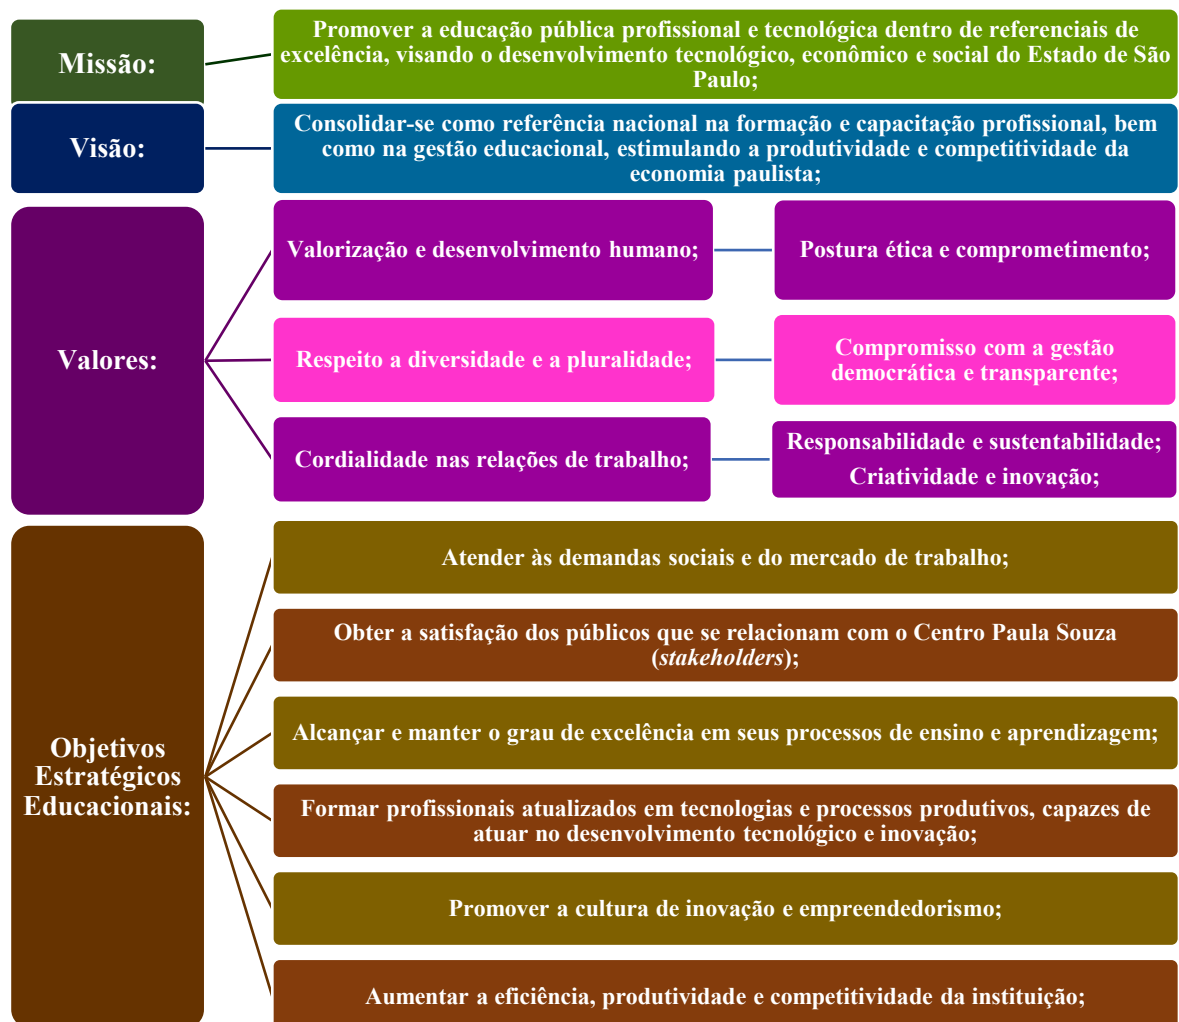 Missão:
Promover a educação pública profissional e tecnológica dentro de referenciais de
excelência, visando o desenvolvimento tecnológico, econômico e social do Estado de São
Paulo;
Visão:
Consolidar-se como referência nacional na formação e capacitação profissional, bem
como na gestão educacional, estimulando a produtividade e competitividade da
economia paulista;
Valores:
Valorização e desenvolvimento humano;
Postura ética e comprometimento;
Respeito a diversidade e a pluralidade;
Compromisso com a gestão
democrática e transparente;
Cordialidade nas relações de trabalho;
Responsabilidade e sustentabilidade;
Criatividade e inovação;
Objetivos
Estratégicos
Educacionais:
Atender às demandas sociais e do mercado de trabalho;
Obter a satisfação dos públicos que se relacionam com o Centro Paula Souza
(stakeholders);
Alcançar e manter o grau de excelência em seus processos de ensino e aprendizagem;
Formar profissionais atualizados em tecnologias e processos produtivos, capazes de
atuar no desenvolvimento tecnológico e inovação;
Promover a cultura de inovação e empreendedorismo;
Aumentar a eficiência, produtividade e competitividade da instituição;